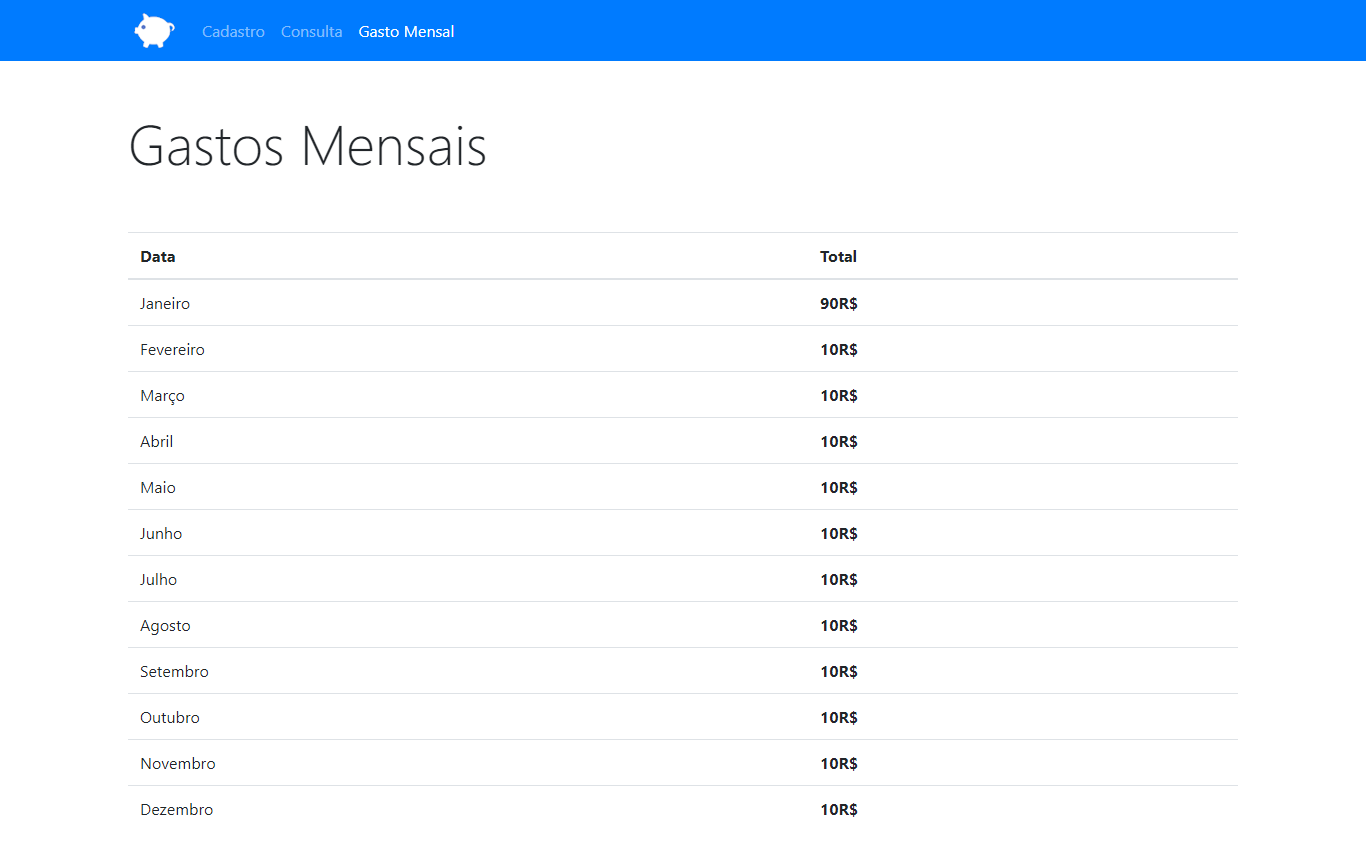 Cadastro Consulta Gasto Mensal
Gastos Mensais
Data Total
Janeiro 90R$
Fevereiro 10R$
Março 10R$
Abril 10R$
Maio 10R$
Junho 10R$
Julho 10R$
Agosto 10R$
Setembro 10R$
Outubro 10R$
Novembro 10R$
Dezembro 10R$